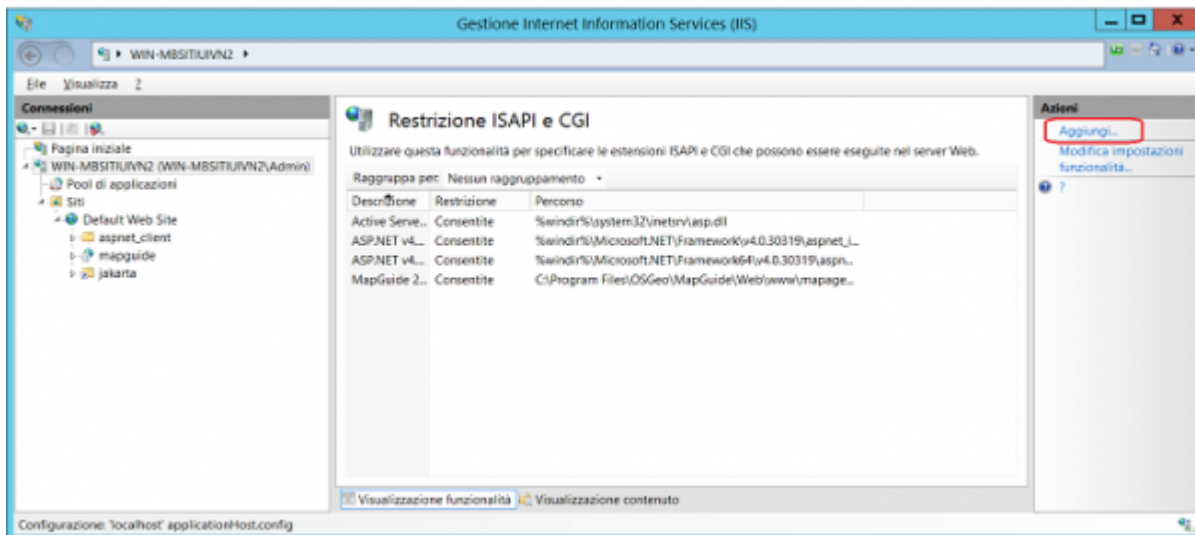 Gestione Internet Information Services (IIS)
WIN-MBSITIUIVN2
File Visualizza ?
Connessioni
Pagina iniziale
WIN-MBSITIUIVN2 (WIN-MBSITIUIVN2\Admin)
Pool di applicazioni
Siti
Default Web Site
aspnet_client
mapguide
jakarta
Restrizione ISAPI e CGI
Utilizzare questa funzionalità per specificare le estensioni ISAPI e CGI che possono essere eseguite nel server Web.
Raggruppa per: Nessun raggruppamento
Descrizione Restrizione Percorso
Active Serve... Consentite %windir%\system32\inetsrv\asp.dll
ASP.NET v4.... Consentite %windir%\Microsoft.NET\Framework\v4.0.30319\aspnet_i...
ASP.NET v4.... Consentite %windir%\Microsoft.NET\Framework64\v4.0.30319\aspn...
MapGuide 2... Consentite C:\Program Files\OSGeo\MapGuide\Web\www\mapage...
Visualizzazione funzionalità Visualizzazione contenuto
Azioni
Aggiungi...
Modifica impostazioni
funzionalità...
?
Configurazione: 'localhost' applicationHost.config